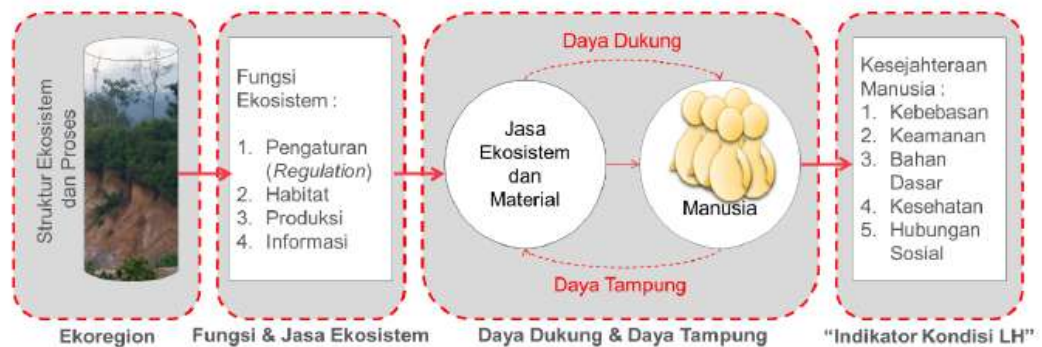 Struktur Ekosistem
dan Proses
Ekoregion
Fungsi
Ekosistem :
1. Pengaturan
(Regulation)
2. Habitat
3. Produksi
4. Informasi
Fungsi & Jasa Ekosistem
Daya Dukung
Jasa
Ekosistem
dan
Material
Manusia
Daya Tampung
Daya Dukung & Daya Tampung
Kesejahteraan
Manusia :
1. Kebebasan
2. Keamanan
3. Bahan
Dasar
4. Kesehatan
5. Hubungan
Sosial
“Indikator Kondisi LH”